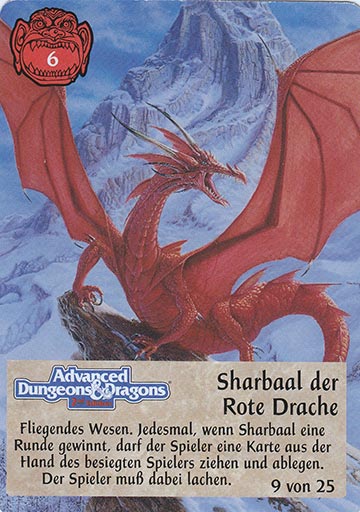 6
Advanced
Dungeons & Dragons
2nd Edition
Sharbaal der
Rote Drache
Fliegendes Wesen. Jedesmal, wenn Sharbaal eine
Runde gewinnt, darf der Spieler eine Karte aus der
Hand des besiegten Spielers ziehen und ablegen.
Der Spieler muß dabei lachen.
9 von 25